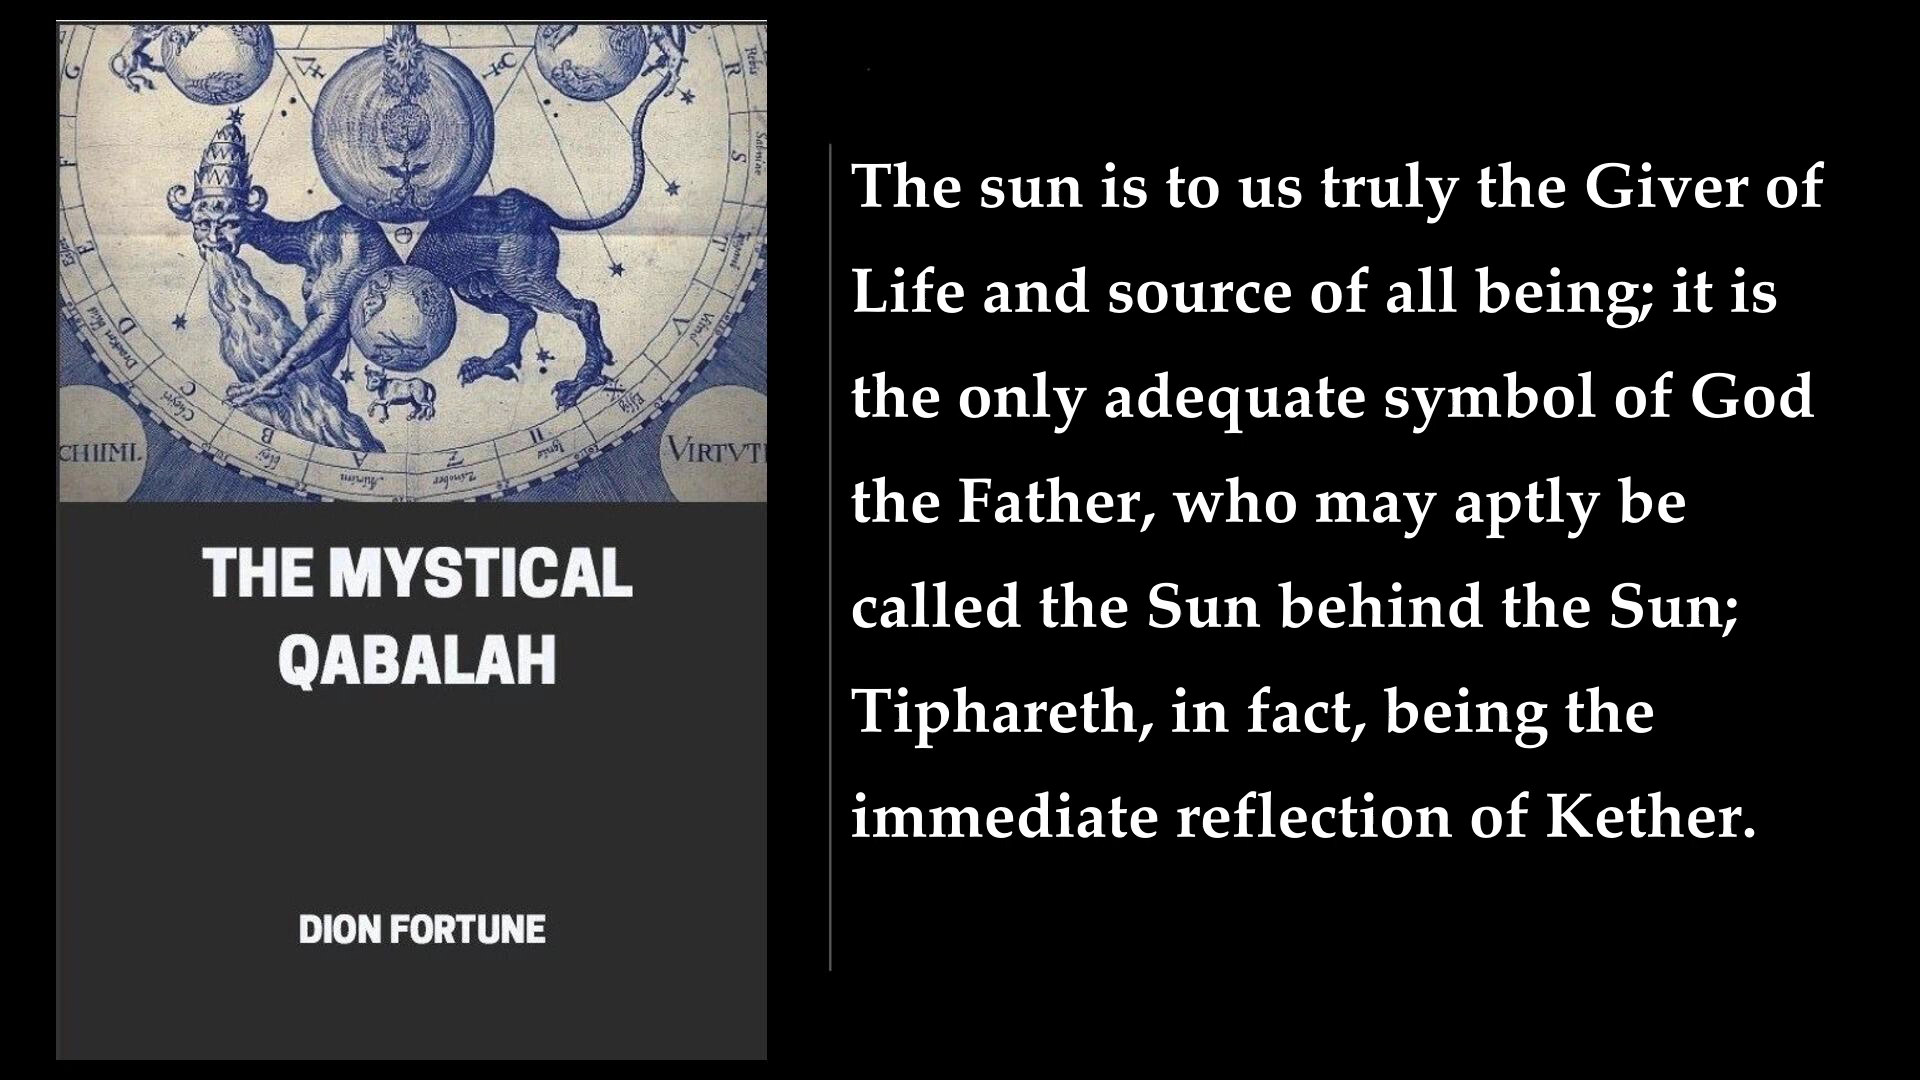 CHIIMI.
VIRTVT
THE MYSTICAL
QABALAH
DION FORTUNE
The sun is to us truly the Giver of
Life and source of all being; it is
the only adequate symbol of God
the Father, who may aptly be
called the Sun behind the Sun;
Tiphareth, in fact, being the
immediate reflection of Kether.